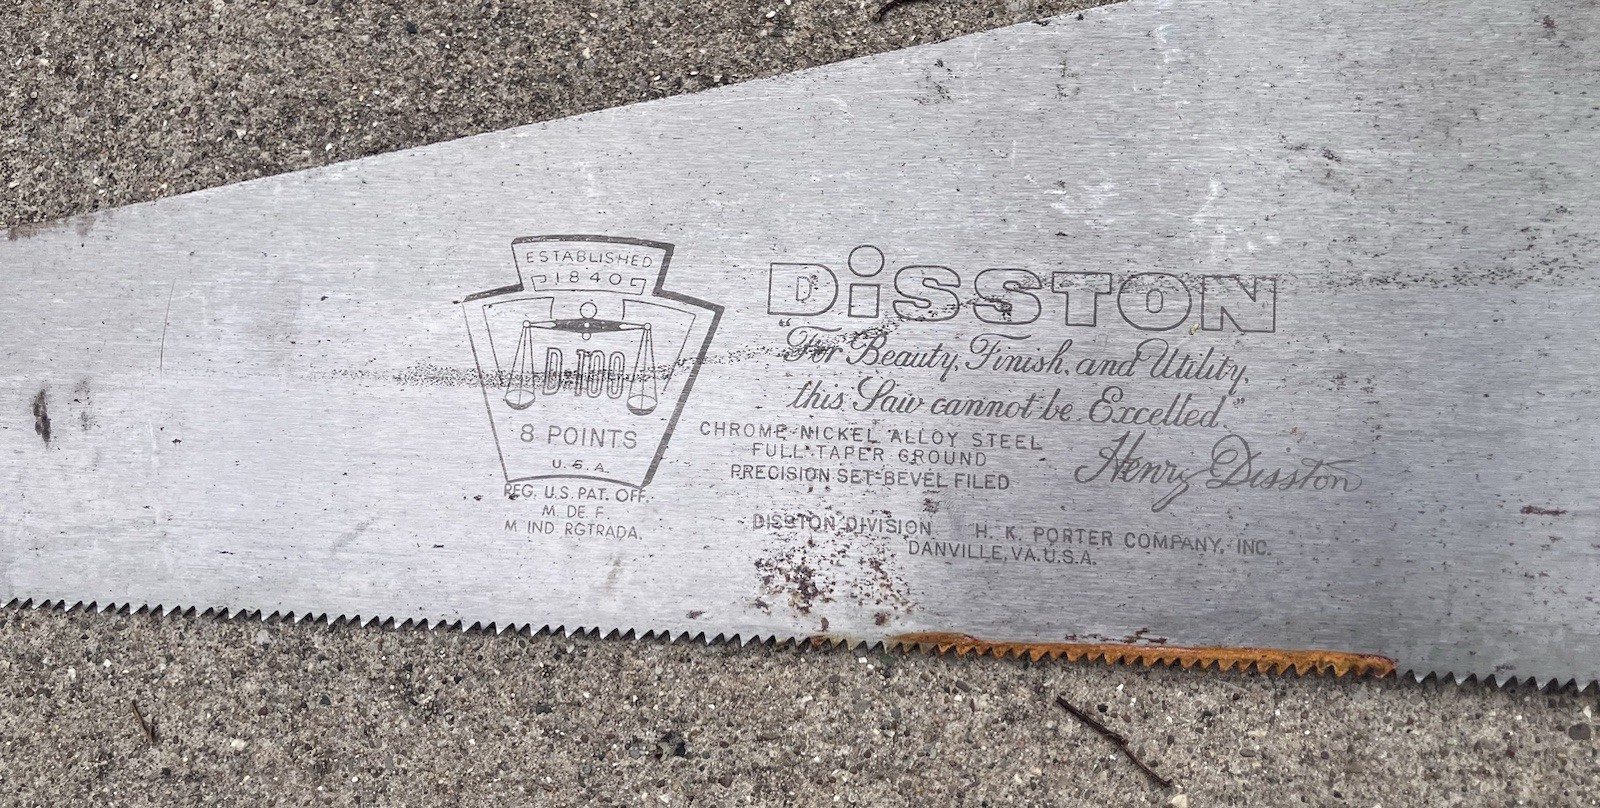 ESTABLISHED
1840
D-100
8 POINTS
U.S.A.
REG. U.S. PAT. OFF.
M. DE F.
M. IND. RGTRADA.
DiSSTON
"For Beauty, Finish, and Utility,
this Saw cannot be Excelled."
CHROME-NICKEL ALLOY STEEL
FULL-TAPER GROUND
PRECISION SET-BEVEL FILED
Henry Disston
DISSTON DIVISION H. K. PORTER COMPANY, INC.
DANVILLE, VA. U.S.A.